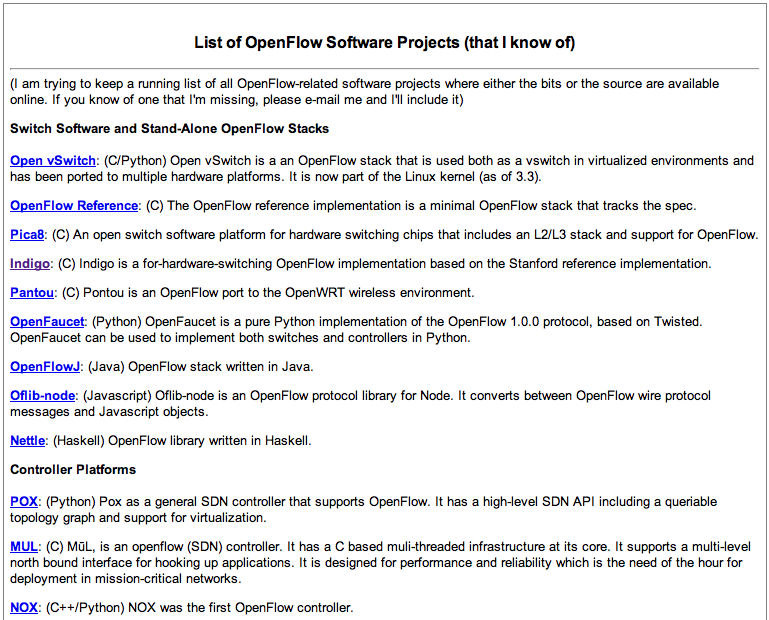 List of OpenFlow Software Projects (that I know of)
(I am trying to keep a running list of all OpenFlow-related software projects where either the bits or the source are available
online. If you know of one that I'm missing, please e-mail me and I'll include it)
Switch Software and Stand-Alone OpenFlow Stacks
Open vSwitch: (C/Python) Open vSwitch is a an OpenFlow stack that is used both as a vswitch in virtualized environments and
has been ported to multiple hardware platforms. It is now part of the Linux kernel (as of 3.3).
OpenFlow Reference: (C) The OpenFlow reference implementation is a minimal OpenFlow stack that tracks the spec.
Pica8: (C) An open switch software platform for hardware switching chips that includes an L2/L3 stack and support for OpenFlow.
Indigo: (C) Indigo is a for-hardware-switching OpenFlow implementation based on the Stanford reference implementation.
Pantou: (C) Pontou is an OpenFlow port to the OpenWRT wireless environment.
OpenFaucet: (Python) OpenFaucet is a pure Python implementation of the OpenFlow 1.0.0 protocol, based on Twisted.
OpenFaucet can be used to implement both switches and controllers in Python.
OpenFlowJ: (Java) OpenFlow stack written in Java.
Oflib-node: (Javascript) Oflib-node is an OpenFlow protocol library for Node. It converts between OpenFlow wire protocol
messages and Javascript objects.
Nettle: (Haskell) OpenFlow library written in Haskell.
Controller Platforms
POX: (Python) Pox as a general SDN controller that supports OpenFlow. It has a high-level SDN API including a queriable
topology graph and support for virtualization.
MUL: (C) MūL, is an openflow (SDN) controller. It has a C based muli-threaded infrastructure at its core. It supports a multi-level
north bound interface for hooking up applications. It is designed for performance and reliability which is the need of the hour for
deployment in mission-critical networks.
NOX: (C++/Python) NOX was the first OpenFlow controller.